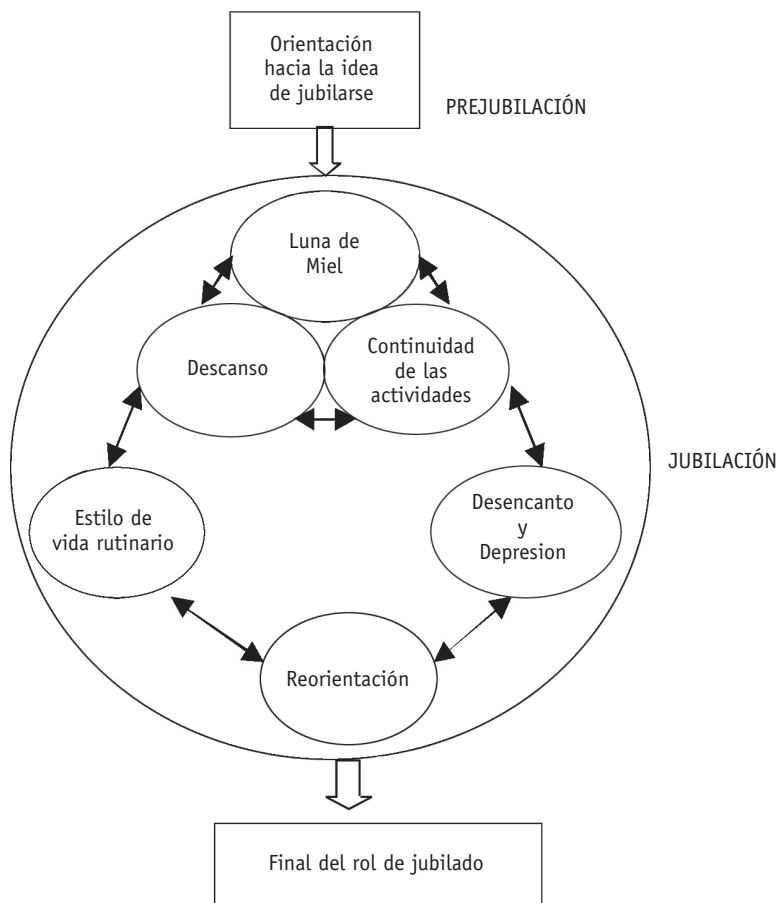 Orientación
hacia la idea
de jubilarse
PREJUBILACIÓN
Luna de
Miel
Descanso
Continuidad
de las
actividades
JUBILACIÓN
Estilo de
vida rutinario
Desencanto
y
Depresion
Reorientación
Final del rol de jubilado